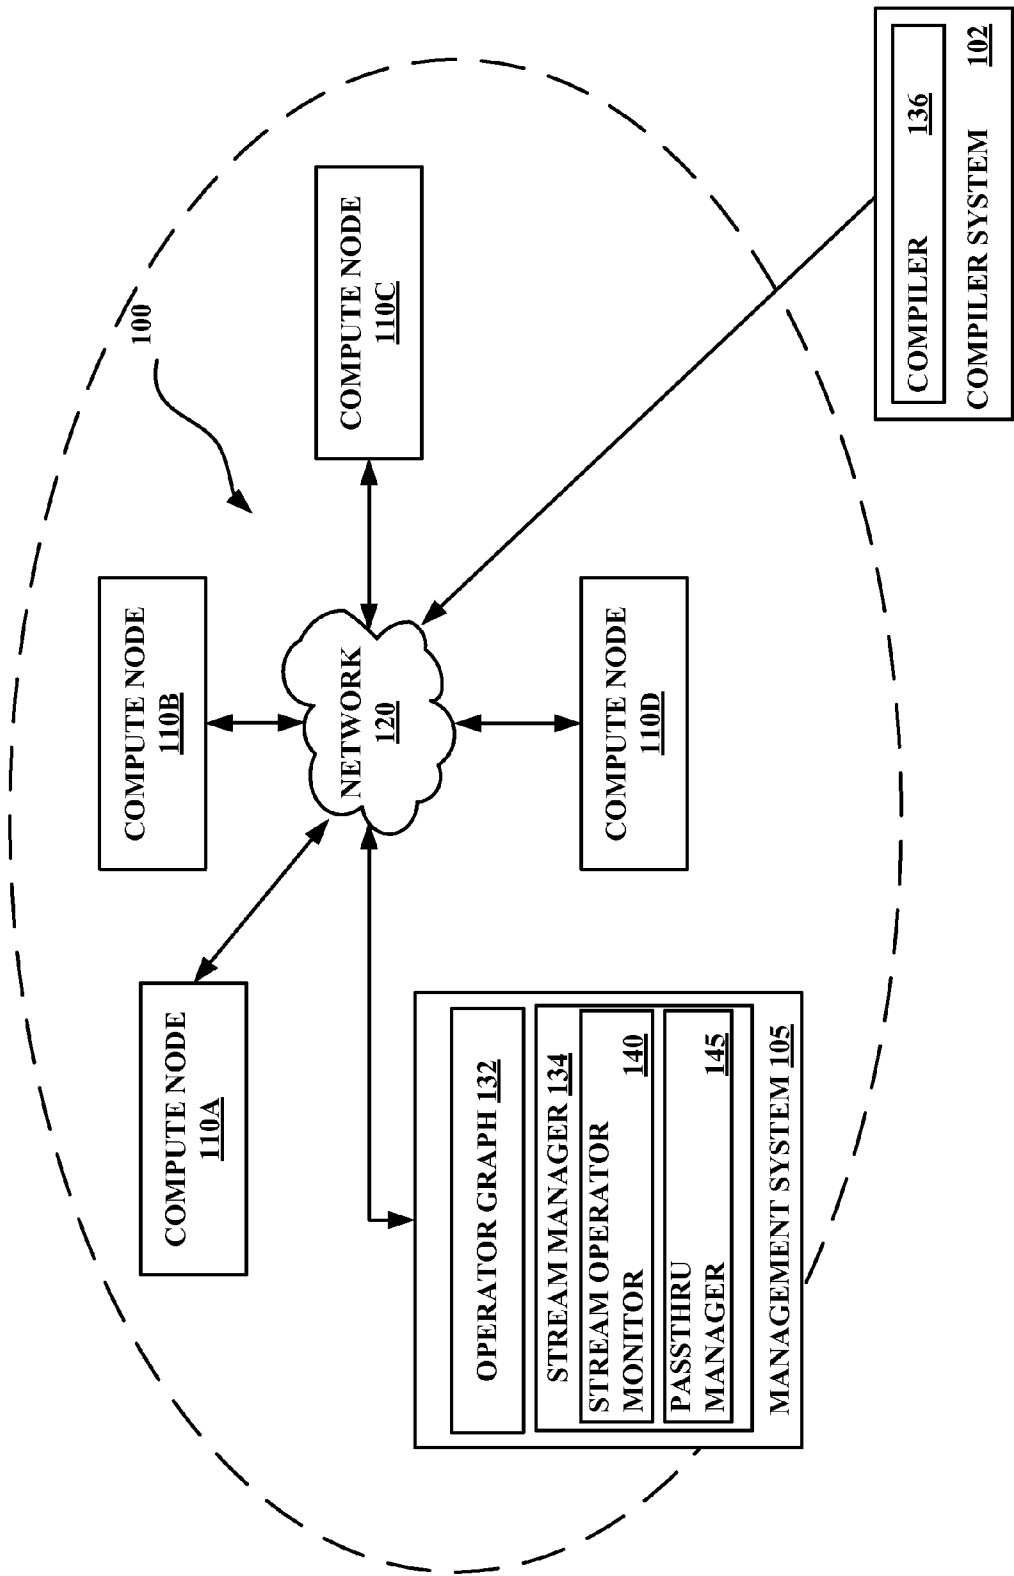 100
COMPUTE NODE
110A
COMPUTE NODE
110B
COMPUTE NODE
110C
NETWORK
120
COMPUTE NODE
110D
OPERATOR GRAPH 132
STREAM MANAGER 134
STREAM OPERATOR
MONITOR 140
PASSTHRU
MANAGER 145
MANAGEMENT SYSTEM 105
COMPILER 136
COMPILER SYSTEM 102